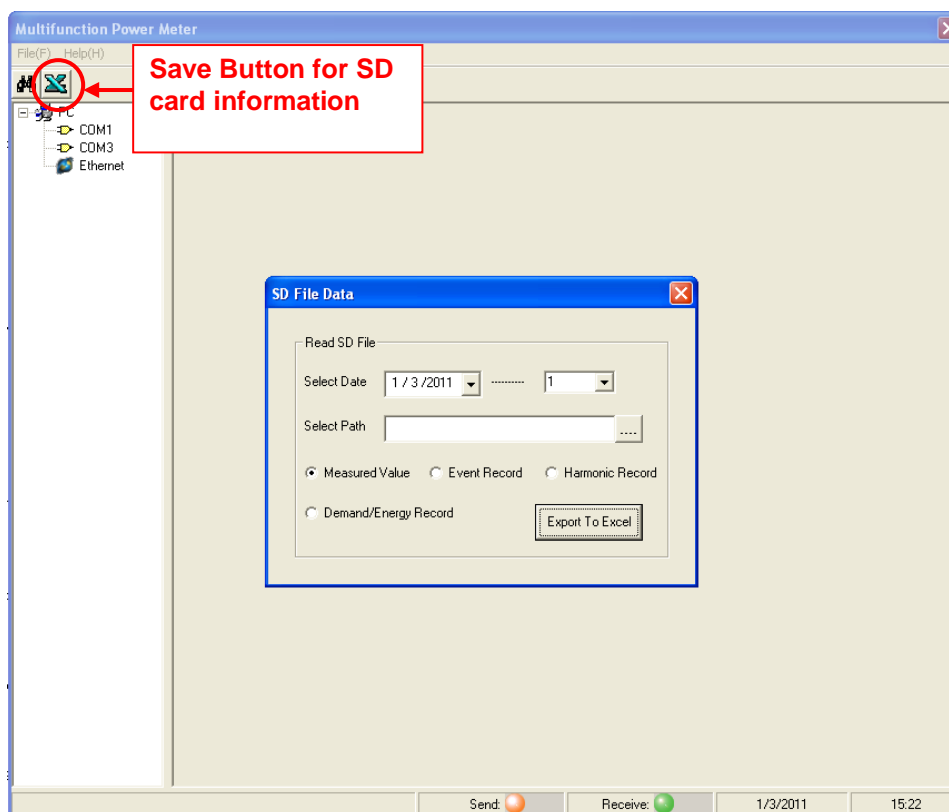 Multifunction Power Meter
File(F) Help(H)
Save Button for SD
card information
PC
COM1
COM3
Ethernet
SD File Data
Read SD File
Select Date 1 / 3 /2011 ---------- 1
Select Path ....
Measured Value Event Record Harmonic Record
Demand/Energy Record Export To Excel
Send: Receive: 1/3/2011 15:22